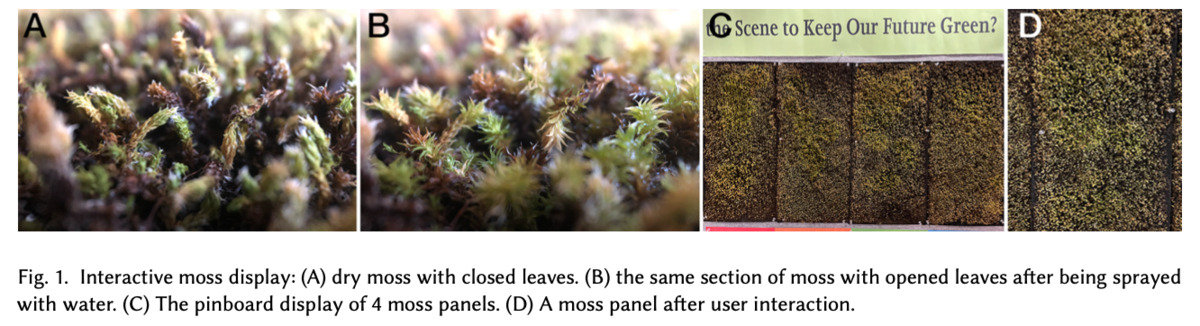 A
B
C
Scene to Keep Our Future Green?
D
Fig. 1. Interactive moss display: (A) dry moss with closed leaves. (B) the same section of moss with opened leaves after being sprayed
with water. (C) The pinboard display of 4 moss panels. (D) A moss panel after user interaction.